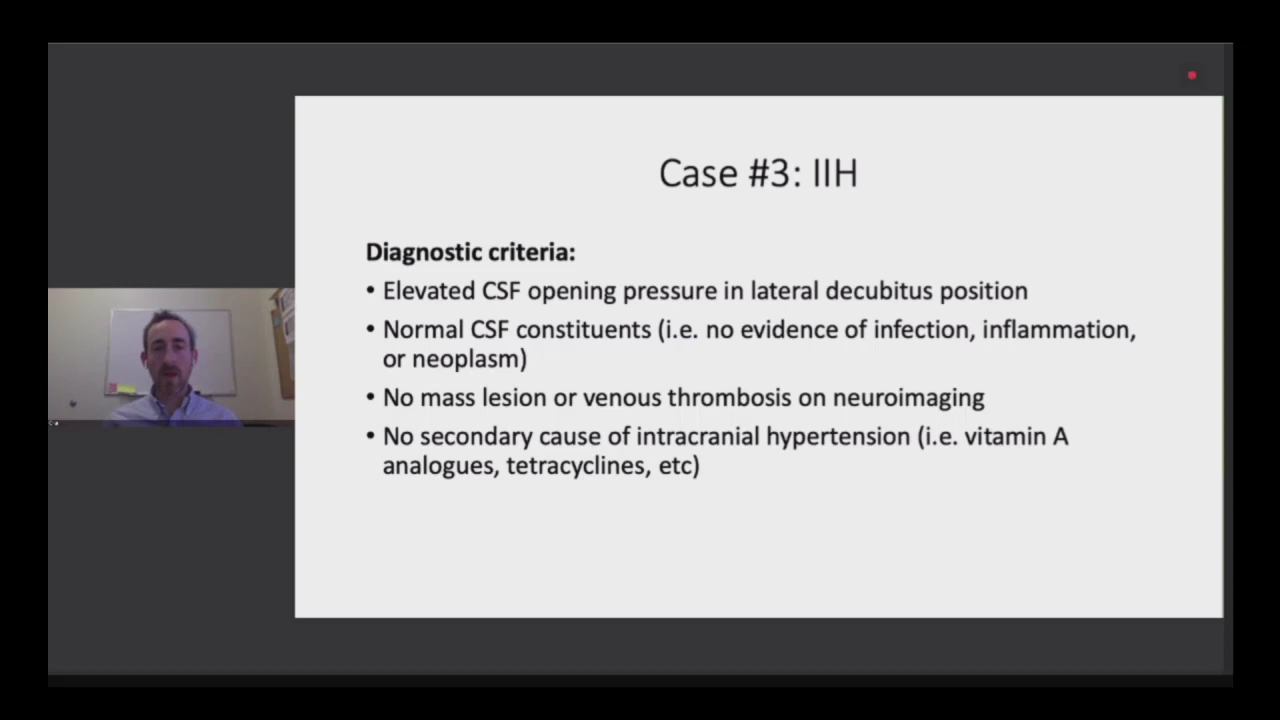 Case #3: IIH
Diagnostic criteria:
• Elevated CSF opening pressure in lateral decubitus position
• Normal CSF constituents (i.e. no evidence of infection, inflammation,
or neoplasm)
• No mass lesion or venous thrombosis on neuroimaging
• No secondary cause of intracranial hypertension (i.e. vitamin A
analogues, tetracyclines, etc)